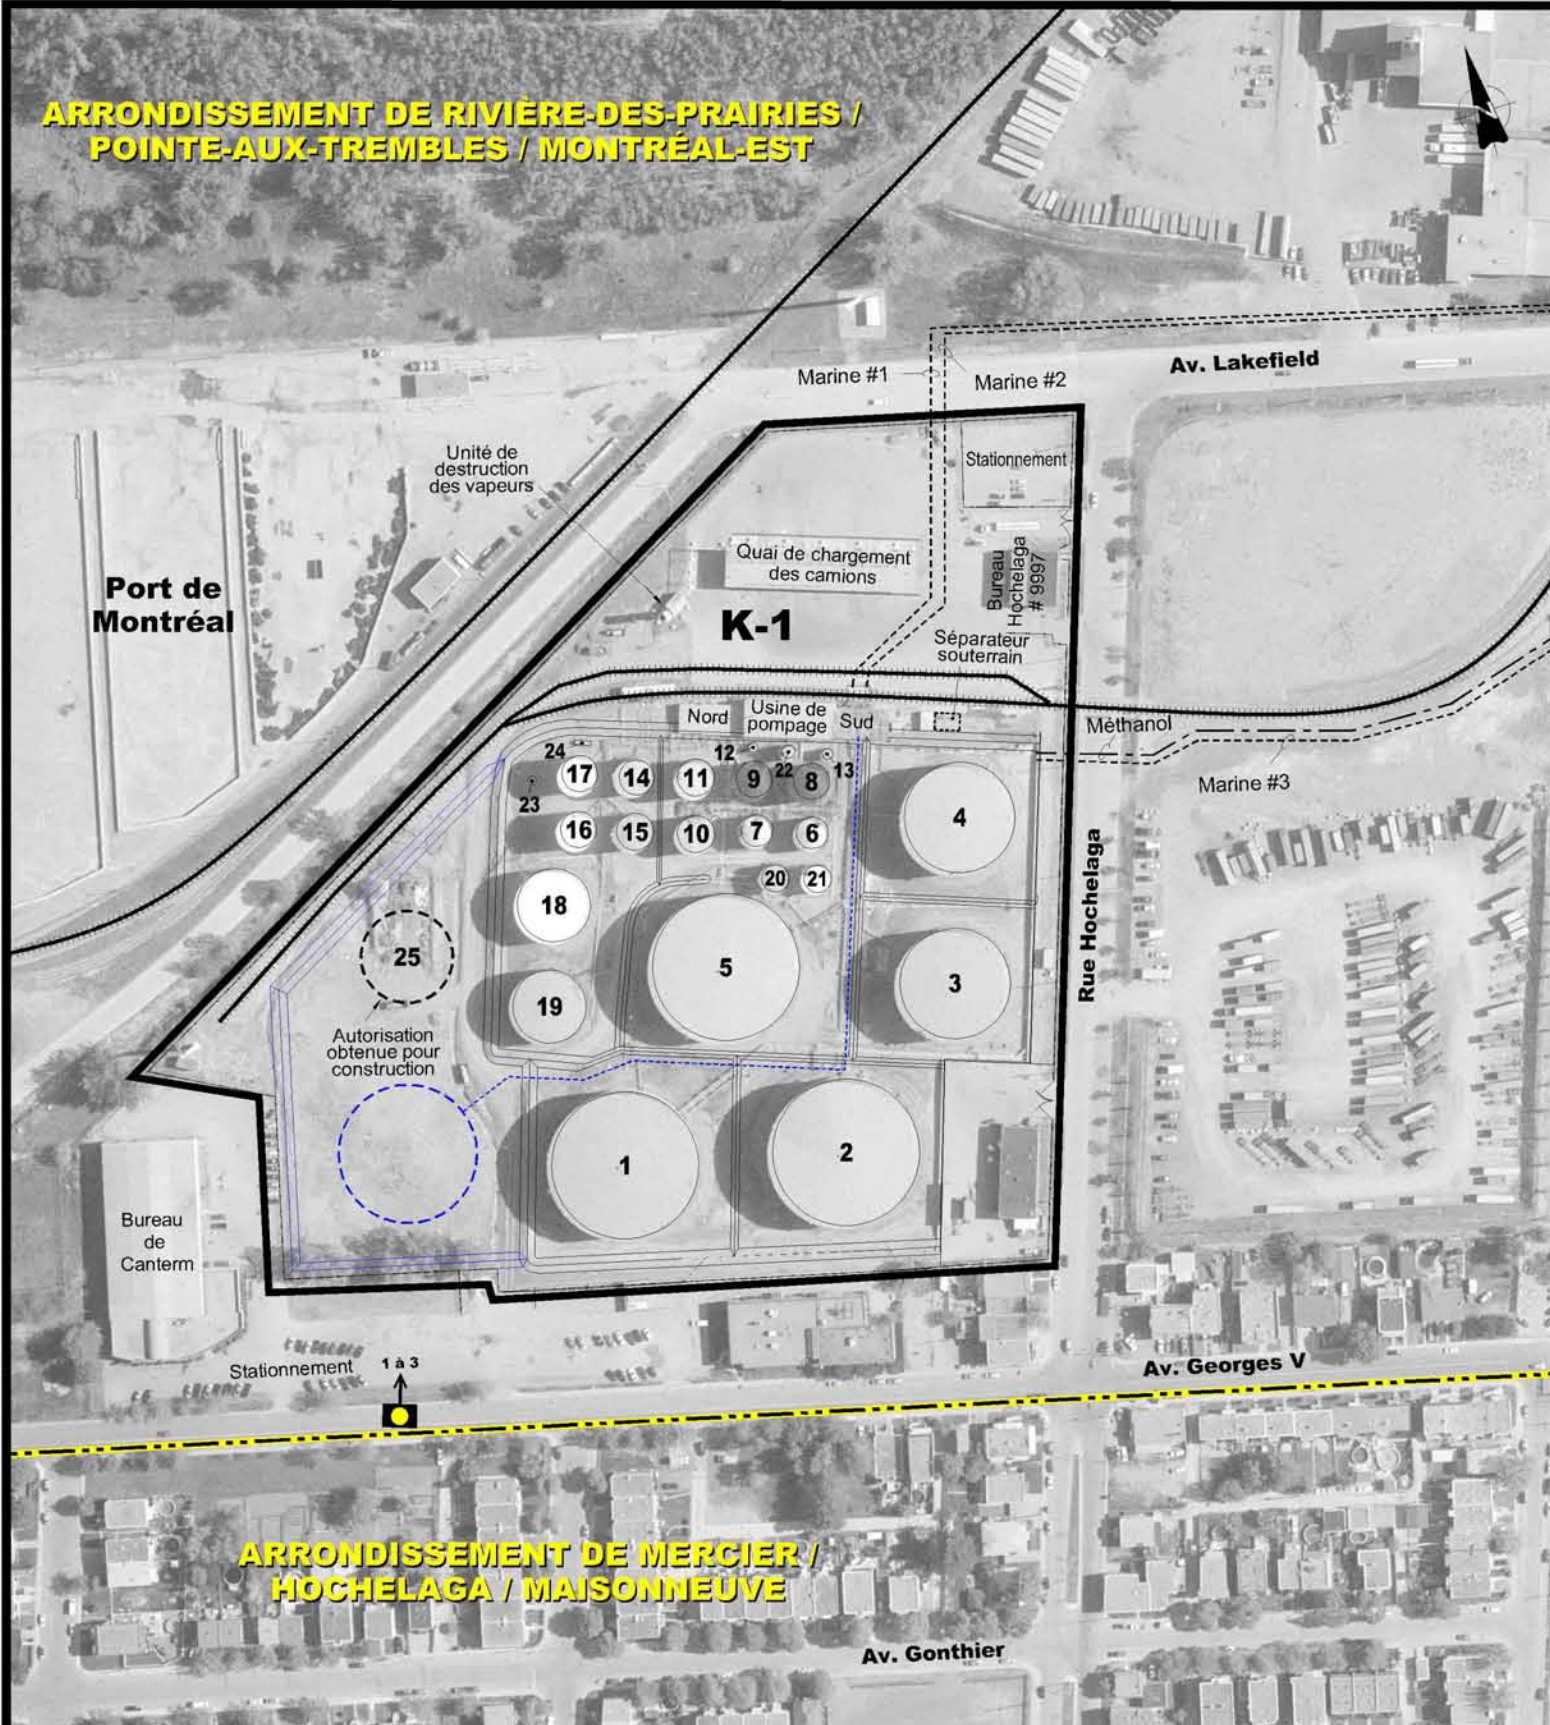 ARRONDISSEMENT DE RIVIÈRE-DES-PRAIRIES /
POINTE-AUX-TREMBLES / MONTRÉAL-EST
Av. Lakefield
Marine #1
Marine #2
Unité de
destruction
des vapeurs
Stationnement
Quai de chargement
des camions
Bureau
Hochelaga
# 9997
Port de
Montréal
K-1
Séparateur
souterrain
Nord
Usine de
pompage
Sud
Méthanol
Marine #3
24
17
14
11
12
9
22
8
13
23
16
15
10
7
6
4
20
21
18
5
3
25
19
Rue Hochelaga
Autorisation
obtenue pour
construction
1
2
Bureau
de
Canterm
Stationnement
1 à 3
Av. Georges V
ARRONDISSEMENT DE MERCIER /
HOCHELAGA / MAISONNEUVE
Av. Gonthier